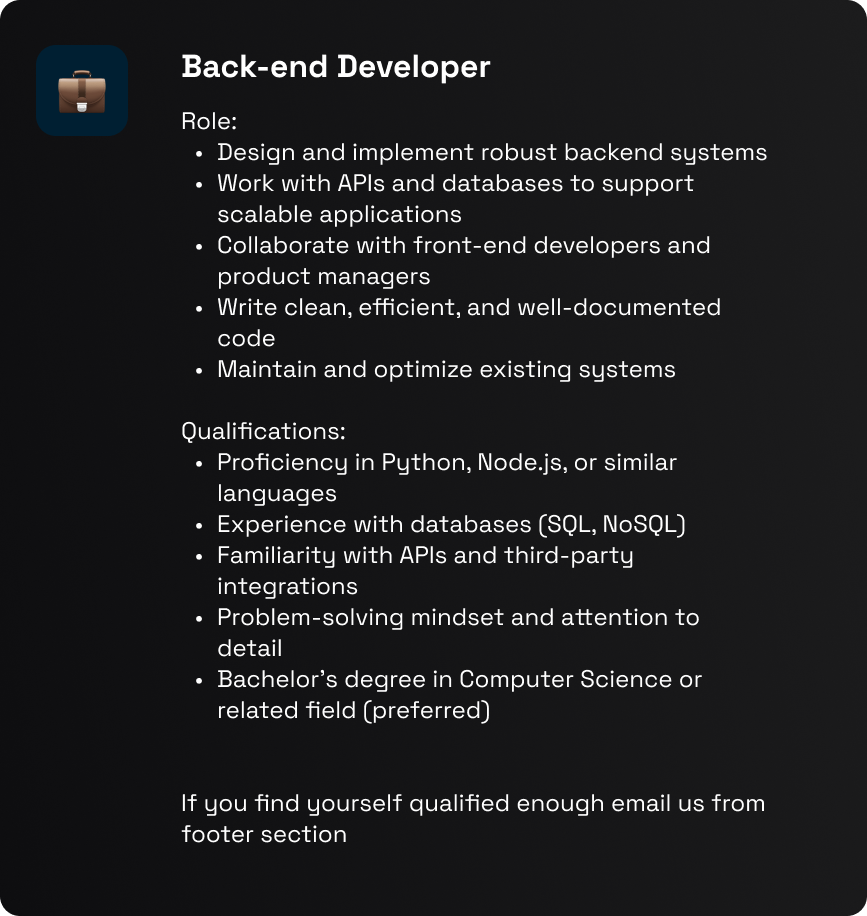 Back-end Developer
Role:
• Design and implement robust backend systems
• Work with APIs and databases to support
scalable applications
• Collaborate with front-end developers and
product managers
• Write clean, efficient, and well-documented
code
• Maintain and optimize existing systems
Qualifications:
• Proficiency in Python, Node.js, or similar
languages
• Experience with databases (SQL, NoSQL)
• Familiarity with APIs and third-party
integrations
• Problem-solving mindset and attention to
detail
• Bachelor’s degree in Computer Science or
related field (preferred)
If you find yourself qualified enough email us from
footer section